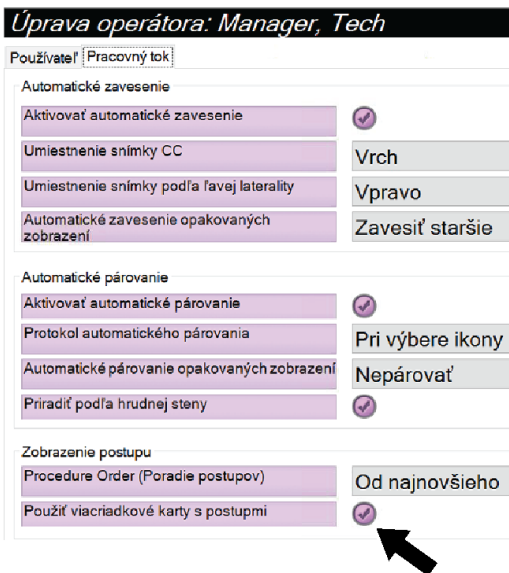 Úprava operátora: Manager, Tech
Používateľ Pracovný tok
Automatické zavesenie
Aktivovať automatické zavesenie
Umiestnenie snímky CC Vrch
Umiestnenie snímky podľa ľavej laterality Vpravo
Automatické zavesenie opakovaných
zobrazení Zavesiť staršie
Automatické párovanie
Aktivovať automatické párovanie
Protokol automatického párovania Pri výbere ikony
Automatické párovanie opakovaných zobrazení Nepárovať
Priradiť podľa hrudnej steny
Zobrazenie postupu
Procedure Order (Poradie postupov) Od najnovšieho
Použiť viacriadkové karty s postupmi